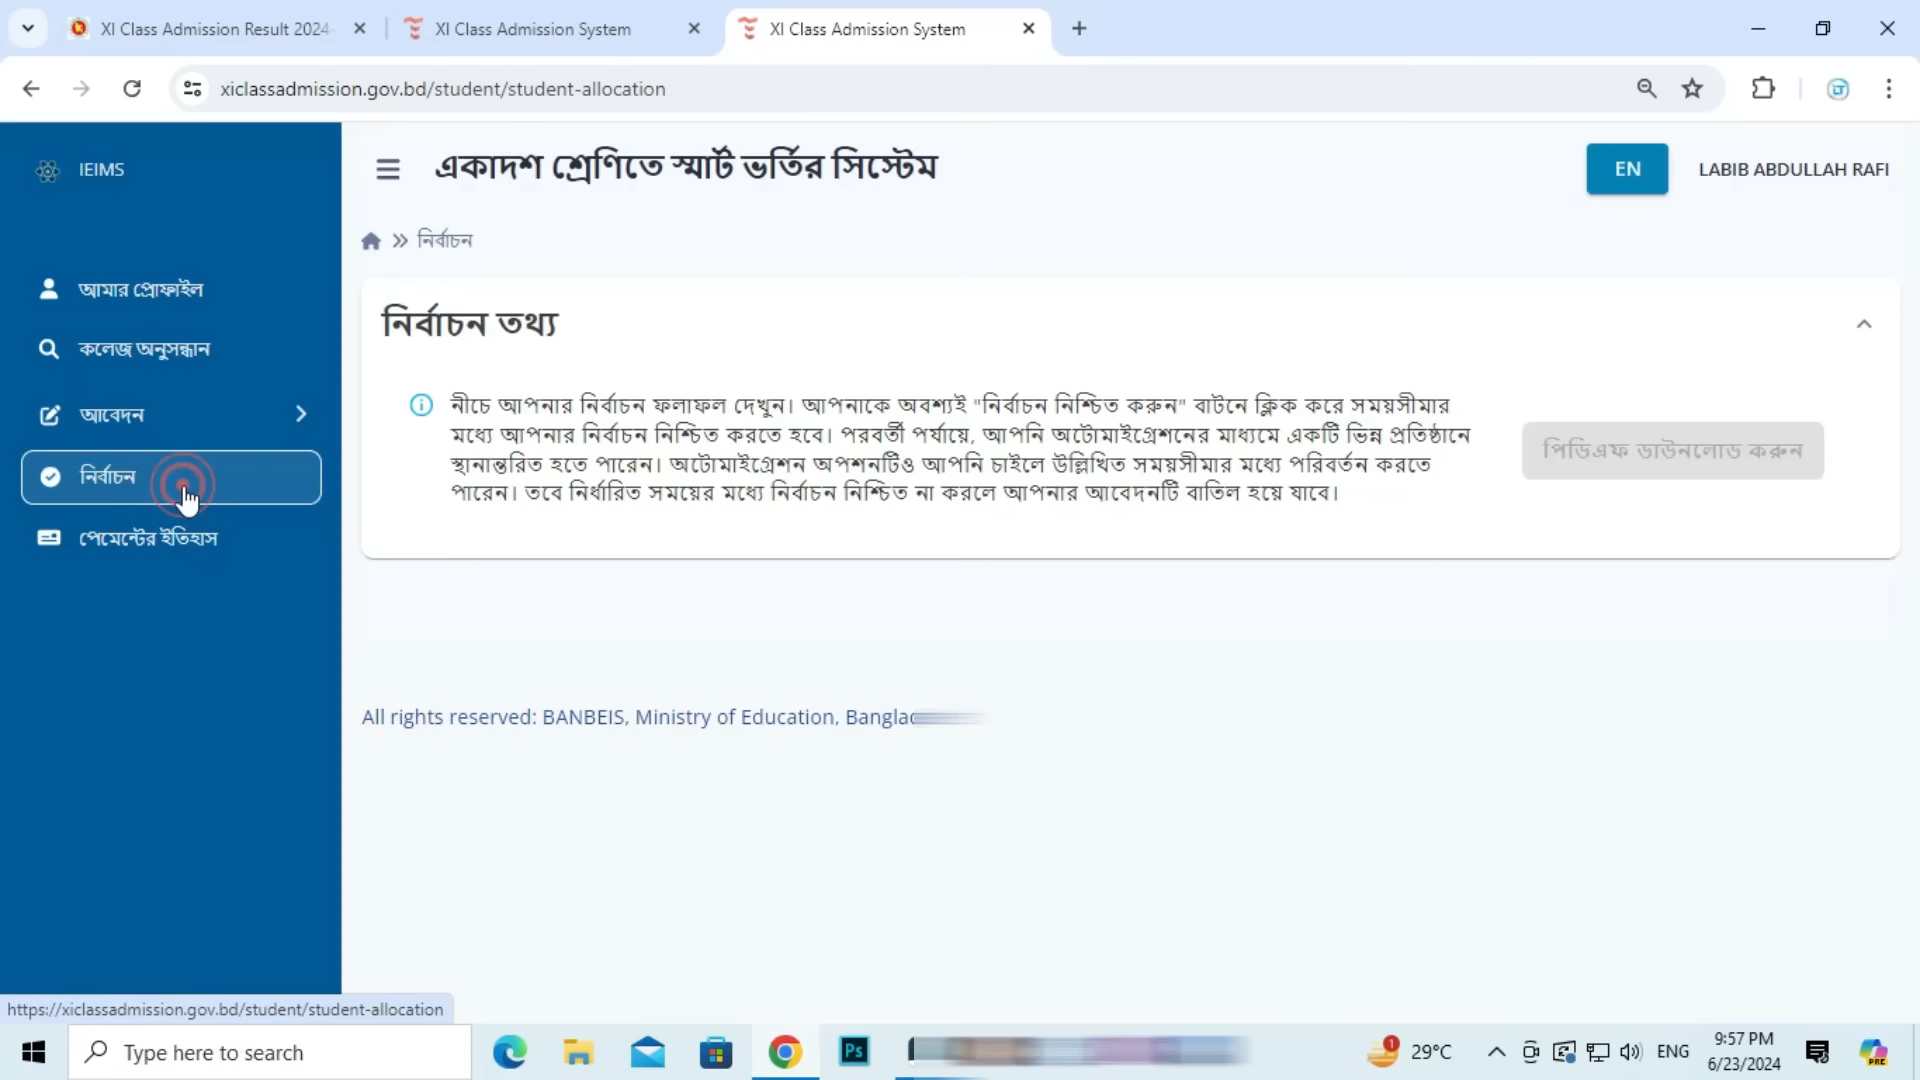 XI Class Admission Result 2024
XI Class Admission System
XI Class Admission System
xiclassadmission.gov.bd/student/student-allocation
IEIMS
একাদশ শ্রেণিতে স্মার্ট ভর্তির সিস্টেম
EN
LABIB ABDULLAH RAFI
নির্বাচন
আমার প্রোফাইল
কলেজ অনুসন্ধান
আবেদন
নির্বাচন
পেমেন্টের ইতিহাস
নির্বাচন তথ্য
নীচে আপনার নির্বাচন ফলাফল দেখুন। আপনাকে অবশ্যই "নির্বাচন নিশ্চিত করুন" বাটনে ক্লিক করে সময়সীমার
মধ্যে আপনার নির্বাচন নিশ্চিত করতে হবে। পরবর্তী পর্যায়ে, আপনি অটোমাইগ্রেশনের মাধ্যমে একটি ভিন্ন প্রতিষ্ঠানে
স্থানান্তরিত হতে পারেন। অটোমাইগ্রেশন অপশনটিও আপনি চাইলে উল্লিখিত সময়সীমার মধ্যে পরিবর্তন করতে
পারেন। তবে নির্ধারিত সময়ের মধ্যে নির্বাচন নিশ্চিত না করলে আপনার আবেদনটি বাতিল হয়ে যাবে।
পিডিএফ ডাউনলোড করুন
All rights reserved: BANBEIS, Ministry of Education,
https://xiclassadmission.gov.bd/student/student-allocation
Type here to search
Ps
1
29°C
ENG
9:57 PM
6/23/2024
PRE